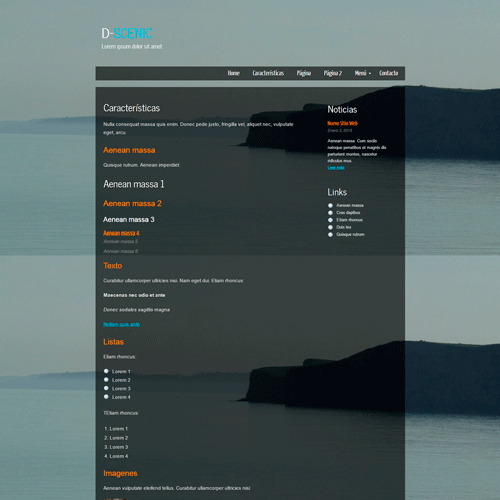 D-SCENIC
Lorem ipsum dolor sit amet
Home Características Página Página 2 Menú Contacto
Características
Nulla consequat massa quis enim. Donec pede justo, fringilla vel, aliquet nec, vulputate
eget, arcu.
Aenean massa
Quisque rutrum. Aenean imperdiet
Aenean massa 1
Aenean massa 2
Aenean massa 3
Aenean massa 4
Aenean massa 5
Aenean massa 6
Texto
Curabitur ullamcorper ultricies nisi. Nam eget dui. Etiam rhoncus:
Maecenas nec odio et ante
Donec sodales sagittis magna
Nullam quis ante
Listas
Etiam rhoncus:
Lorem 1
Lorem 2
Lorem 3
Lorem 4
TEtiam rhoncus:
1. Lorem 1
2. Lorem 2
3. Lorem 3
4. Lorem 4
Imagenes
Aenean vulputate eleifend tellus. Curabitur ullamcorper ultricies nisi:
Noticias
Nuevo Sitio Web
Enero 3, 2015
Aenean massa. Cum sociis
natoque penatibus et magnis dis
parturient montes, nascetur
ridiculus mus.
Leer más
Links
Aenean massa
Cras dapibus
Etiam rhoncus
Duis leo
Quisque rutrum